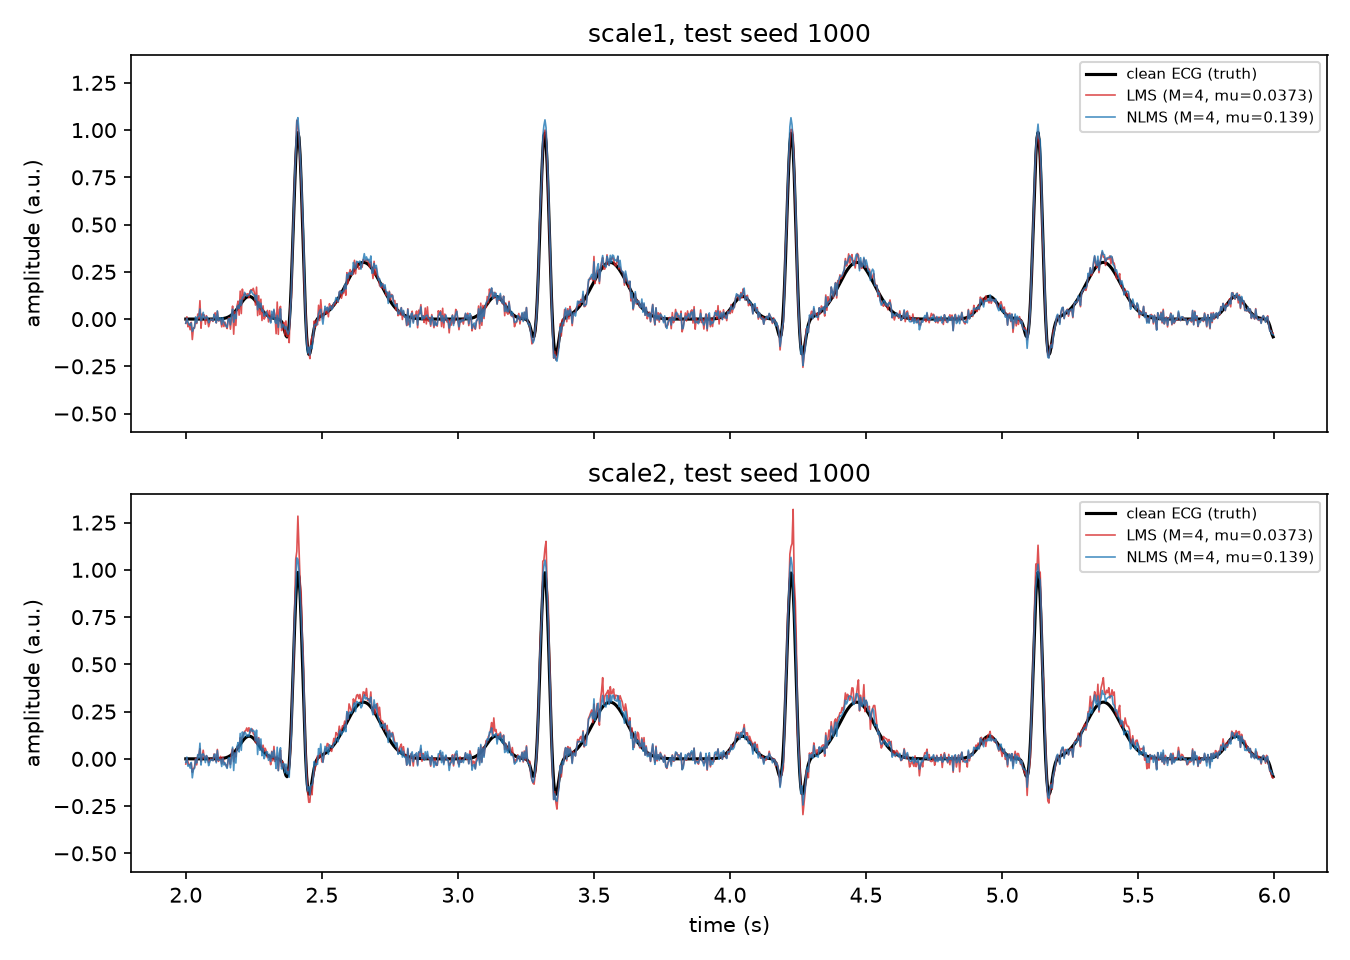 scale1, test seed 1000
clean ECG (truth)
LMS (M=4, mu=0.0373)
NLMS (M=4, mu=0.139)
amplitude (a.u.)
1.25
1.00
0.75
0.50
0.25
0.00
−0.25
−0.50
scale2, test seed 1000
clean ECG (truth)
LMS (M=4, mu=0.0373)
NLMS (M=4, mu=0.139)
amplitude (a.u.)
1.25
1.00
0.75
0.50
0.25
0.00
−0.25
−0.50
2.0 2.5 3.0 3.5 4.0 4.5 5.0 5.5 6.0
time (s)